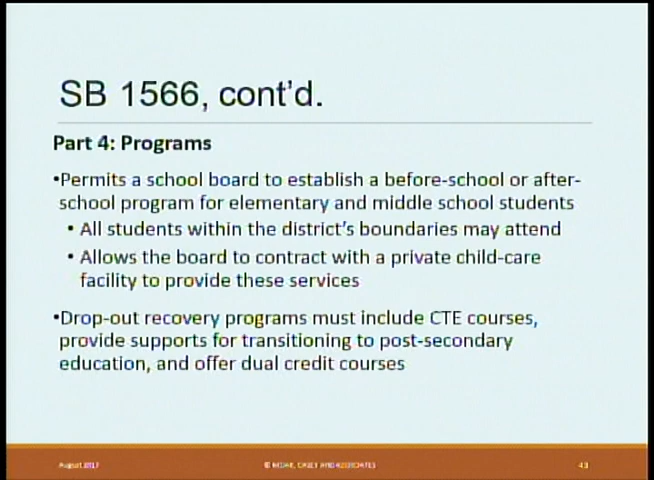 SB 1566, cont'd.
Part 4: Programs
•Permits a school board to establish a before-school or after-
school program for elementary and middle school students
• All students within the district's boundaries may attend
• Allows the board to contract with a private child-care
facility to provide these services
•Drop-out recovery programs must include CTE courses,
provide supports for transitioning to post-secondary
education, and offer dual credit courses
August 2017
AND ASSOCIATES
43